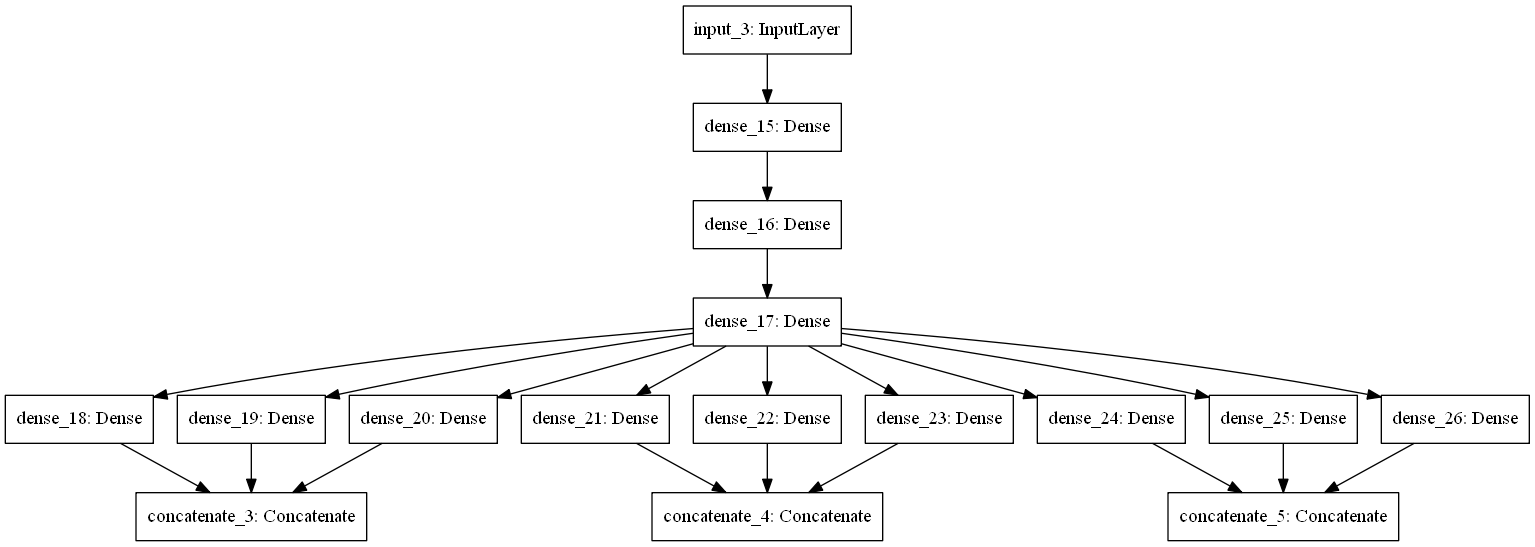 input_3: InputLayer
dense_15: Dense
dense_16: Dense
dense_17: Dense
dense_18: Dense
dense_19: Dense
dense_20: Dense
dense_21: Dense
dense_22: Dense
dense_23: Dense
dense_24: Dense
dense_25: Dense
dense_26: Dense
concatenate_3: Concatenate
concatenate_4: Concatenate
concatenate_5: Concatenate